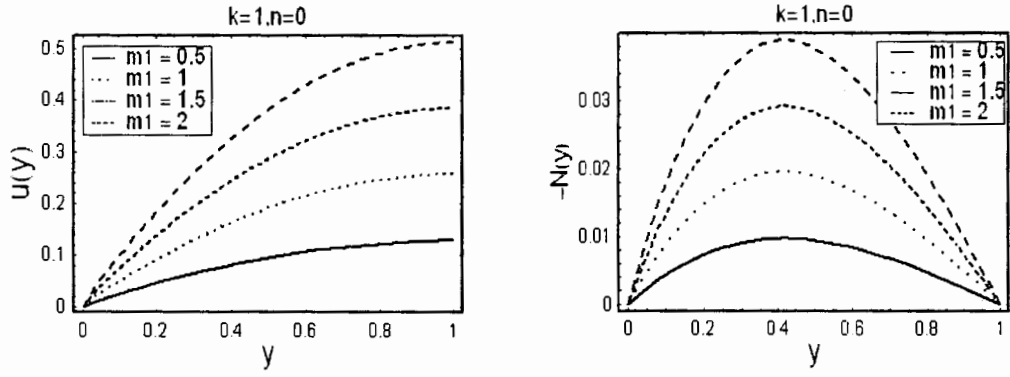 k=1,n=0
0.5
0.4
0.3
0.2
0.1
0
u(y)
m1 = 0.5
m1 = 1
m1 = 1.5
m1 = 2
0 0.2 0.4 0.6 0.8 1
y
k=1,n=0
0.03
0.02
0.01
0
-N(y)
m1 = 0.5
m1 = 1
m1 = 1.5
m1 = 2
0 0.2 0.4 0.6 0.8 1
y